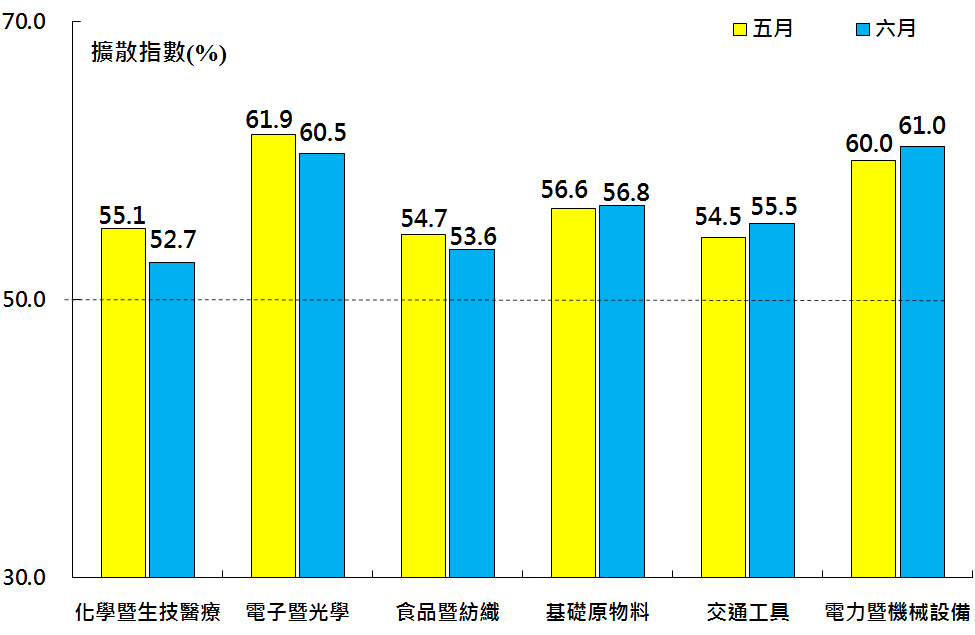 70.0
擴散指數(%)
五月
六月
61.9
60.5
60.0
61.0
55.1
52.7
54.7
53.6
56.6
56.8
54.5
55.5
50.0
30.0
化學暨生技醫療
電子暨光學
食品暨紡織
基礎原物料
交通工具
電力暨機械設備